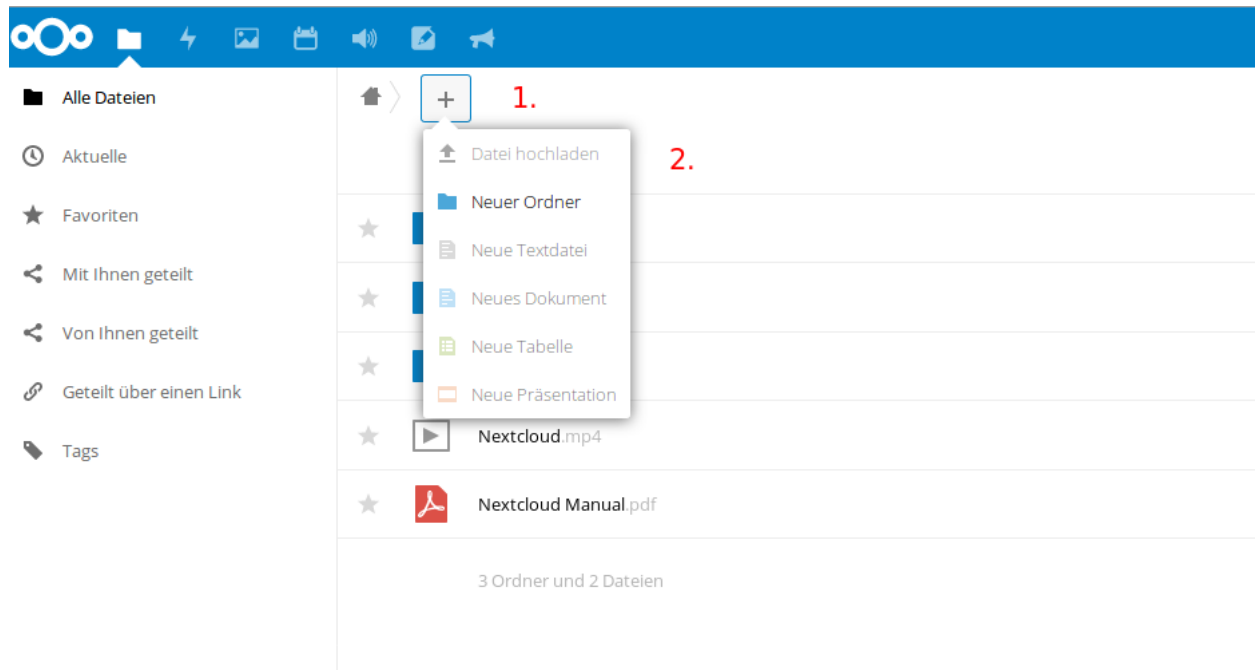 Alle Dateien
Aktuelle
Favoriten
Mit Ihnen geteilt
Von Ihnen geteilt
Geteilt über einen Link
Tags
+ 1.
Datei hochladen 2.
Neuer Ordner
Neue Textdatei
Neues Dokument
Neue Tabelle
Neue Präsentation
Nextcloud.mp4
Nextcloud Manual.pdf
3 Ordner und 2 Dateien